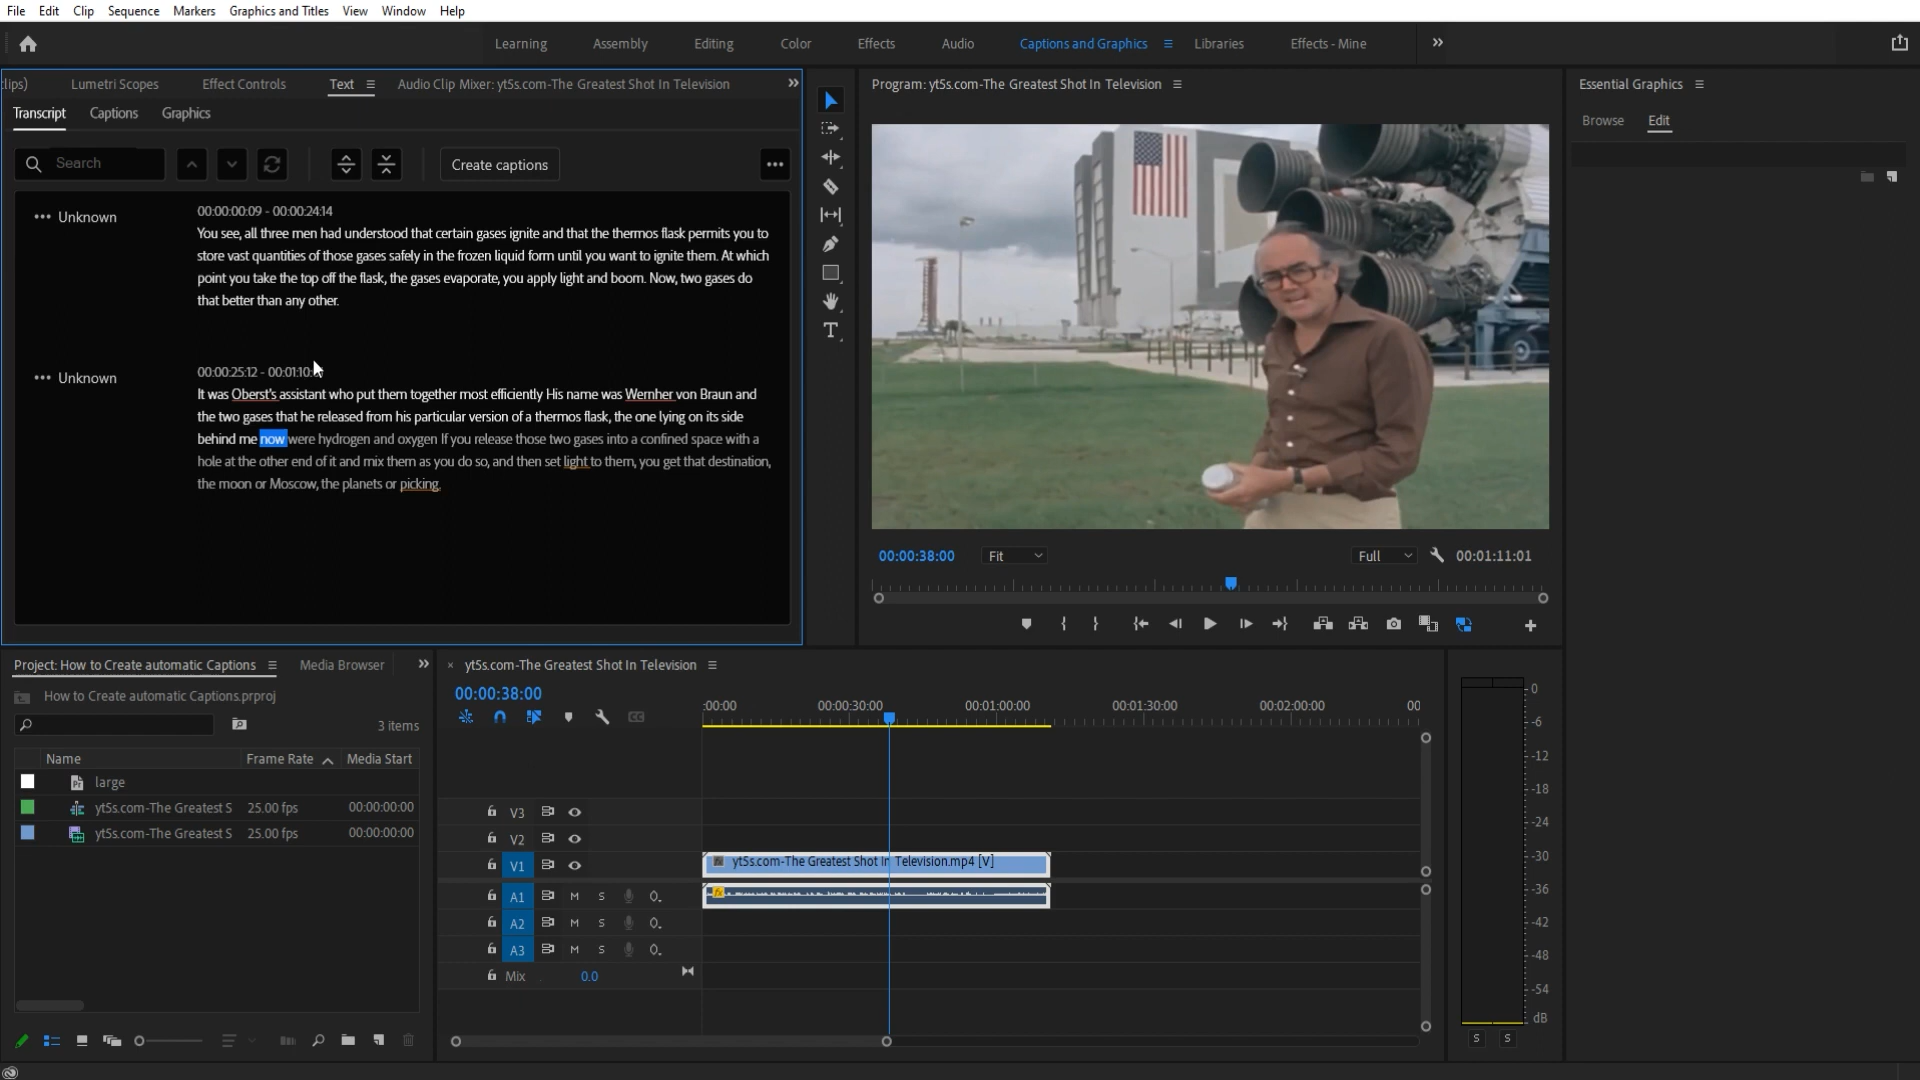 File Edit Clip Sequence Markers Graphics and Titles View Window Help
Learning Assembly Editing Color Effects Audio Captions and Graphics Libraries Effects - Mine
lips) Lumetri Scopes Effect Controls Text Audio Clip Mixer: yt5s.com-The Greatest Shot In Television
Program: yt5s.com-The Greatest Shot In Television
Essential Graphics
Transcript Captions Graphics
Browse Edit
Search Create captions
Unknown
00:00:00:09 - 00:00:24:14
You see, all three men had understood that certain gases ignite and that the thermos flask permits you to
store vast quantities of those gases safely in the frozen liquid form until you want to ignite them. At which
point you take the top off the flask, the gases evaporate, you apply light and boom. Now, two gases do
that better than any other.
Unknown
00:00:25:12 - 00:01:10
It was Oberst's assistant who put them together most efficiently His name was Wernher von Braun and
the two gases that he released from his particular version of a thermos flask, the one lying on its side
behind me now were hydrogen and oxygen If you release those two gases into a confined space with a
hole at the other end of it and mix them as you do so, and then set light to them, you get that destination,
the moon or Moscow, the planets or picking.
00:00:38:00 Fit Full 00:01:11:01
Project: How to Create automatic Captions Media Browser
How to Create automatic Captions.prproj
3 items
Name Frame Rate Media Start
large
yt5s.com-The Greatest S 25.00 fps 00:00:00:00
yt5s.com-The Greatest S 25.00 fps 00:00:00:00
× yt5s.com-The Greatest Shot In Television
00:00:38:00
:00:00 00:00:30:00 00:01:00:00 00:01:30:00 00:02:00:00 00
V3
V2
V1 yt5s.com-The Greatest Shot In Television.mp4 [V]
A1 M S
A2 M S
A3 M S
Mix 0.0
0
-6
-12
-18
-24
-30
-36
-42
-48
-54
dB
S S